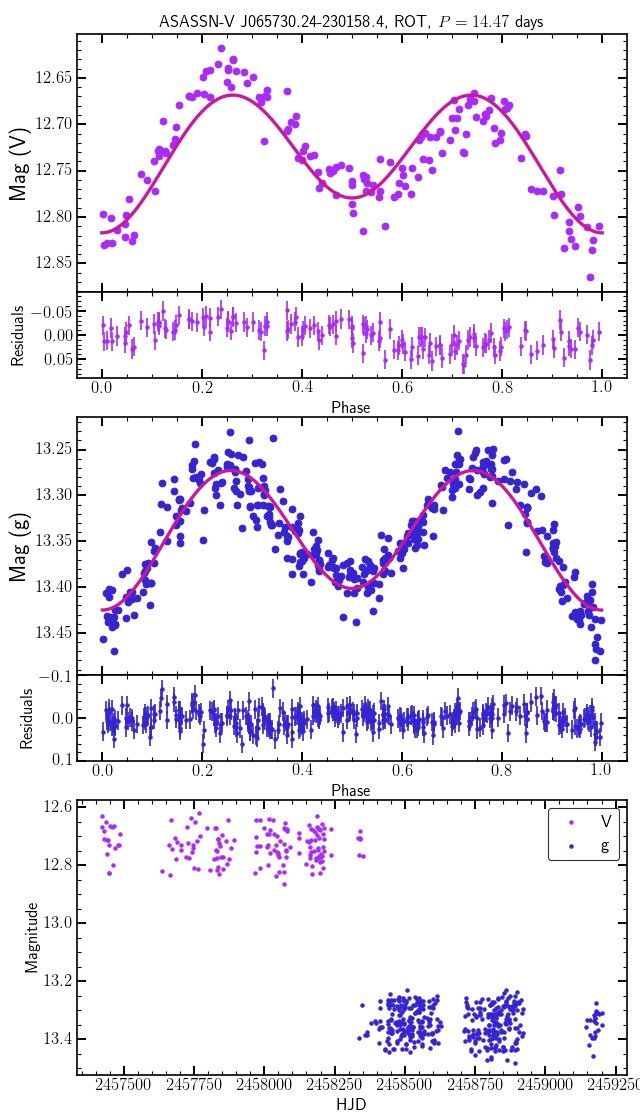 ASASSN-V J065730.24-230158.4, ROT, P = 14.47 days
Mag (V)
12.65
12.70
12.75
12.80
12.85
Residuals
−0.05
0.00
0.05
0.0 0.2 0.4 0.6 0.8 1.0
Phase
Mag (g)
13.25
13.30
13.35
13.40
13.45
Residuals
−0.1
0.0
0.1
0.0 0.2 0.4 0.6 0.8 1.0
Phase
Magnitude
12.6
12.8
13.0
13.2
13.4
V
g
2457500 2457750 2458000 2458250 2458500 2458750 2459000 2459250
HJD